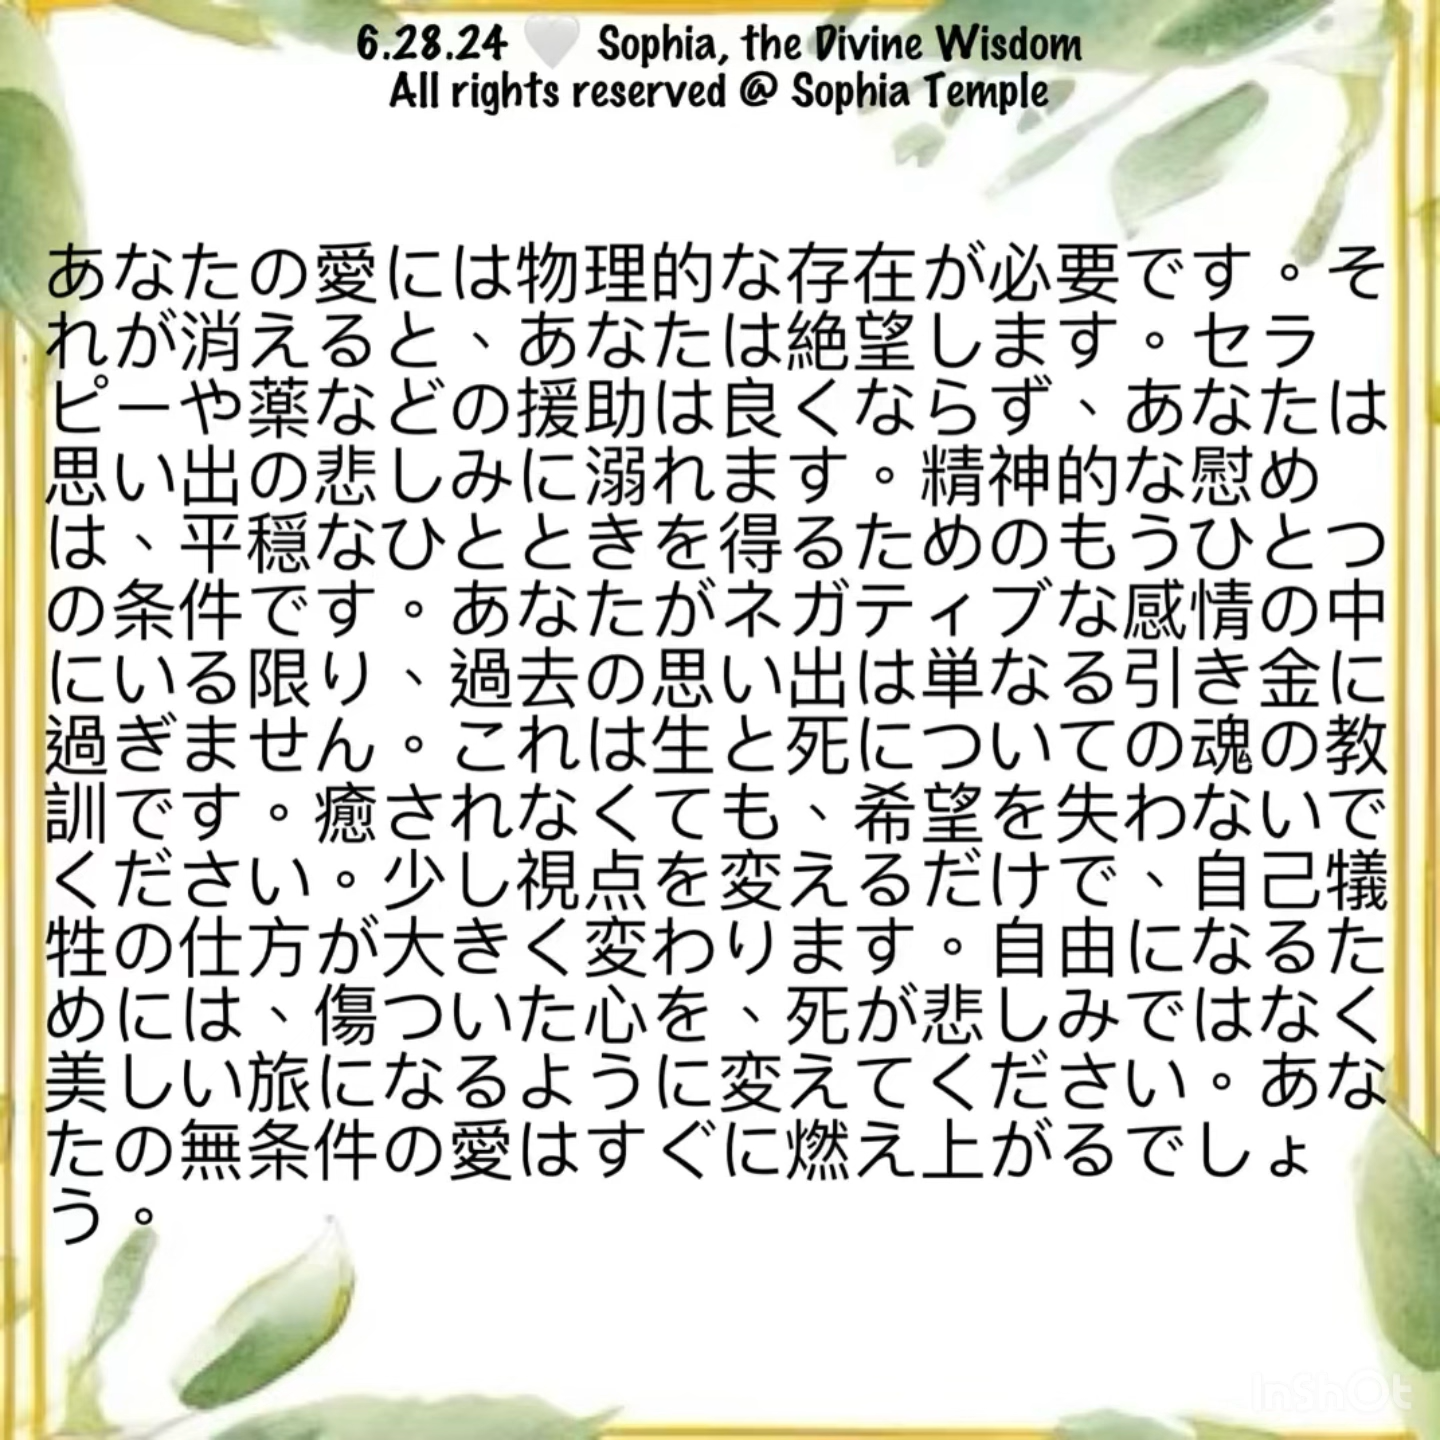 6.28.24 🤍 Sophia, the Divine Wisdom
All rights reserved @ Sophia Temple
あなたの愛には物理的な存在が必要です。そ
れが消えると、あなたは絶望します。セラ
ピーや薬などの援助は良くならず、あなたは
思い出の悲しみに溺れます。精神的な慰め
は、平穏なひとときを得るためのもうひとつ
の条件です。あなたがネガティブな感情の中
にいる限り、過去の思い出は単なる引き金に
過ぎません。これは生と死についての魂の教
訓です。癒されなくても、希望を失わないで
ください。少し視点を変えるだけで、自己犠
牲の仕方が大きく変わります。自由になるた
めには、傷ついた心を、死が悲しみではなく
美しい旅になるように変えてください。あな
たの無条件の愛はすぐに燃え上がるでしょ
う。
InShOt